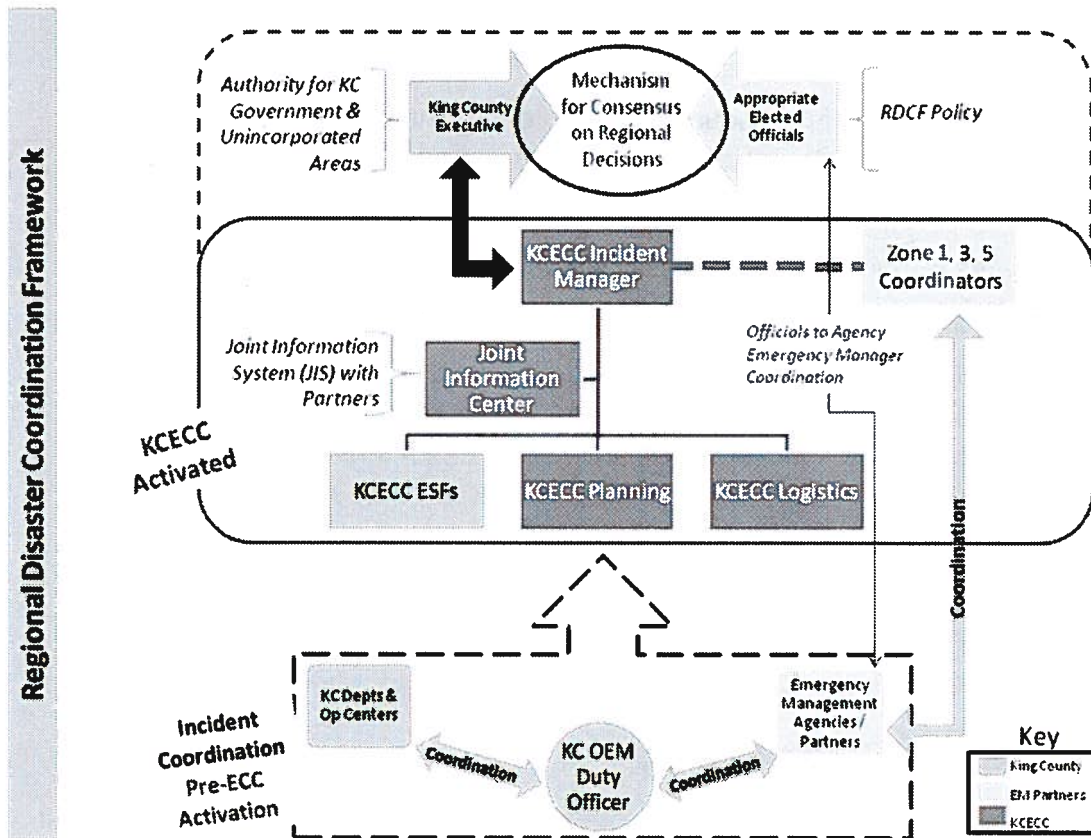 Regional Disaster Coordination Framework
Authority for KC
Government &
Unincorporated
Areas
King County
Executive
Mechanism
for Consensus
on Regional
Decisions
Appropriate
Elected
Officials
RDCF Policy
KCECC Incident
Manager
Zone 1, 3, 5
Coordinators
Joint Information
System (JIS) with
Partners
Joint
Information
Center
Officials to Agency
Emergency Manager
Coordination
KCECC
Activated
KCECC ESFs
KCECC Planning
KCECC Logistics
Coordination
Incident
Coordination
Pre-ECC
Activation
KC Depts &
Op Centers
Coordination
KC OEM
Duty
Officer
Coordination
Emergency
Management
Agencies /
Partners
Key
King County
EM Partners
KCECC